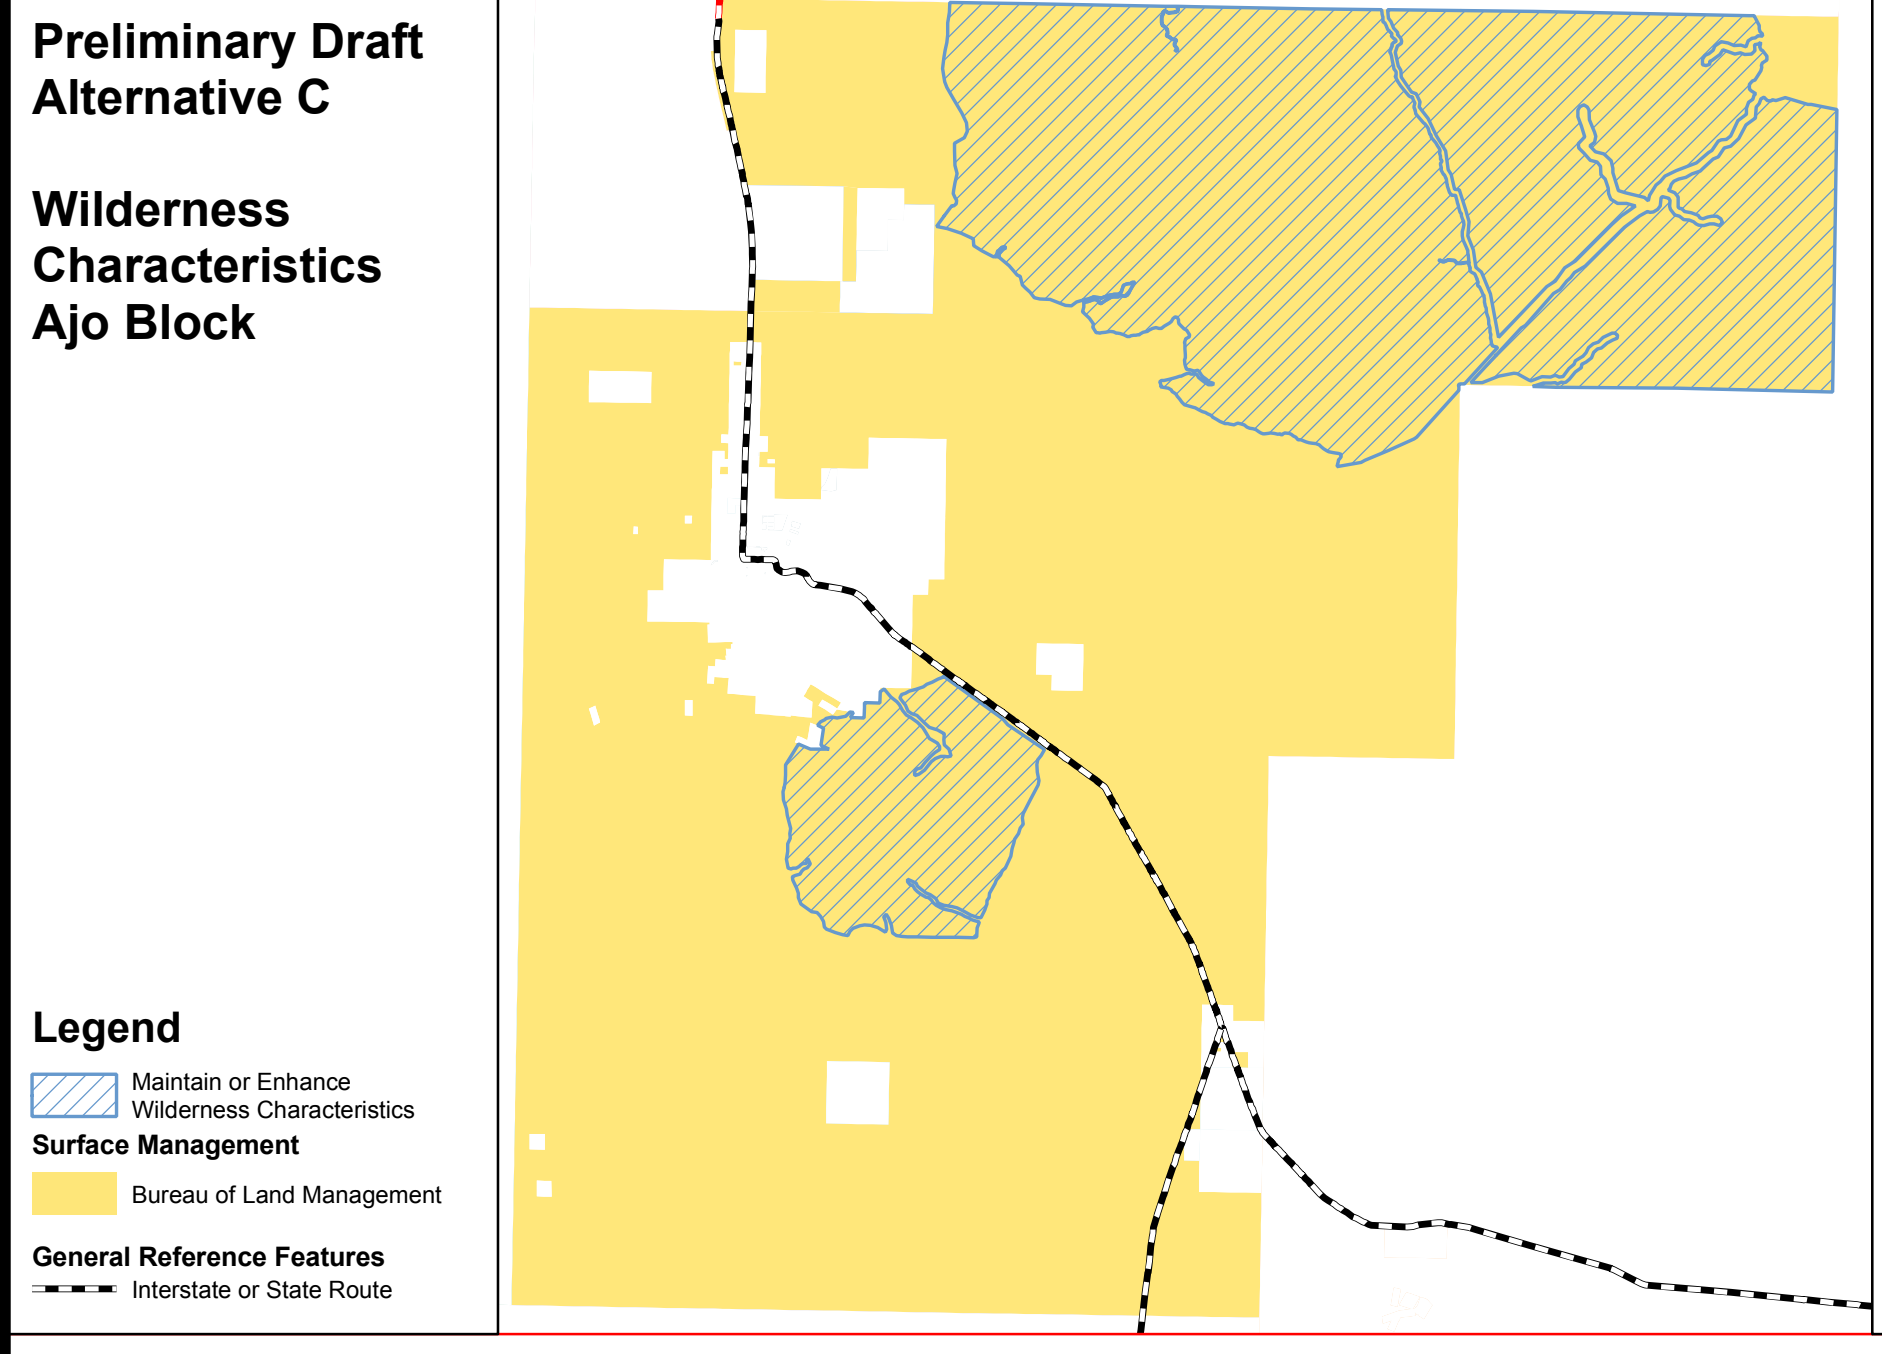 Preliminary Draft
Alternative C
Wilderness
Characteristics
Ajo Block
Legend
Maintain or Enhance
Wilderness Characteristics
Surface Management
Bureau of Land Management
General Reference Features
Interstate or State Route